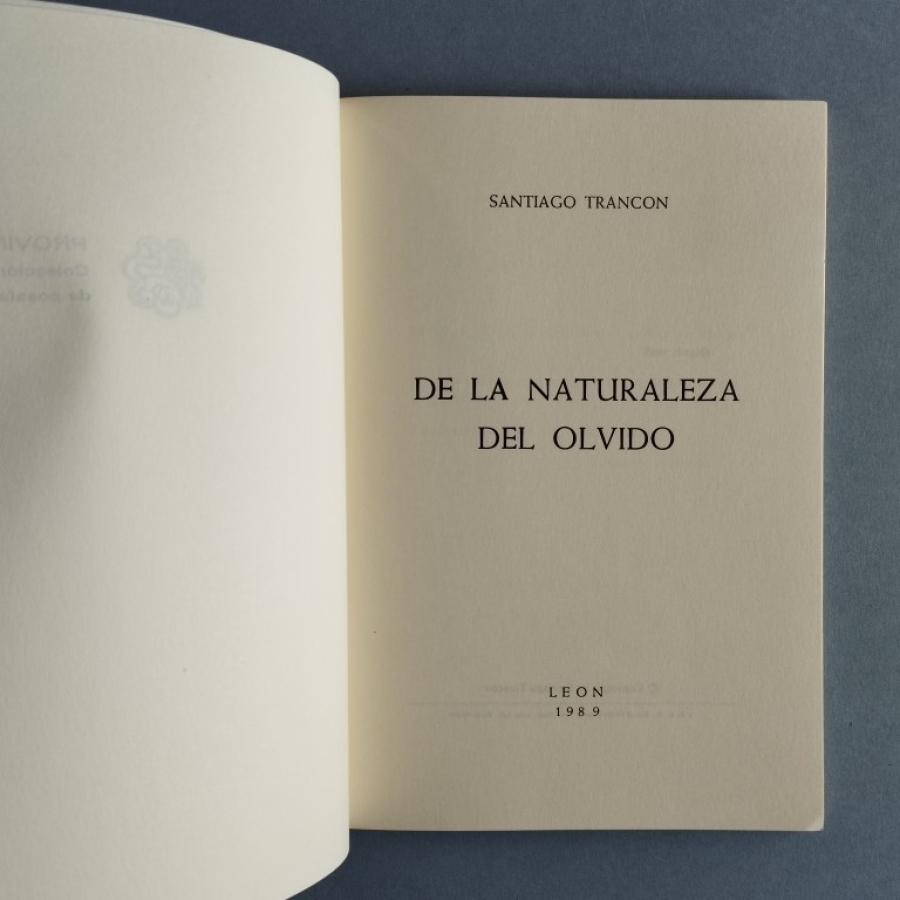 SANTIAGO TRANCON
DE LA NATURALEZA
DEL OLVIDO
LEON
1989